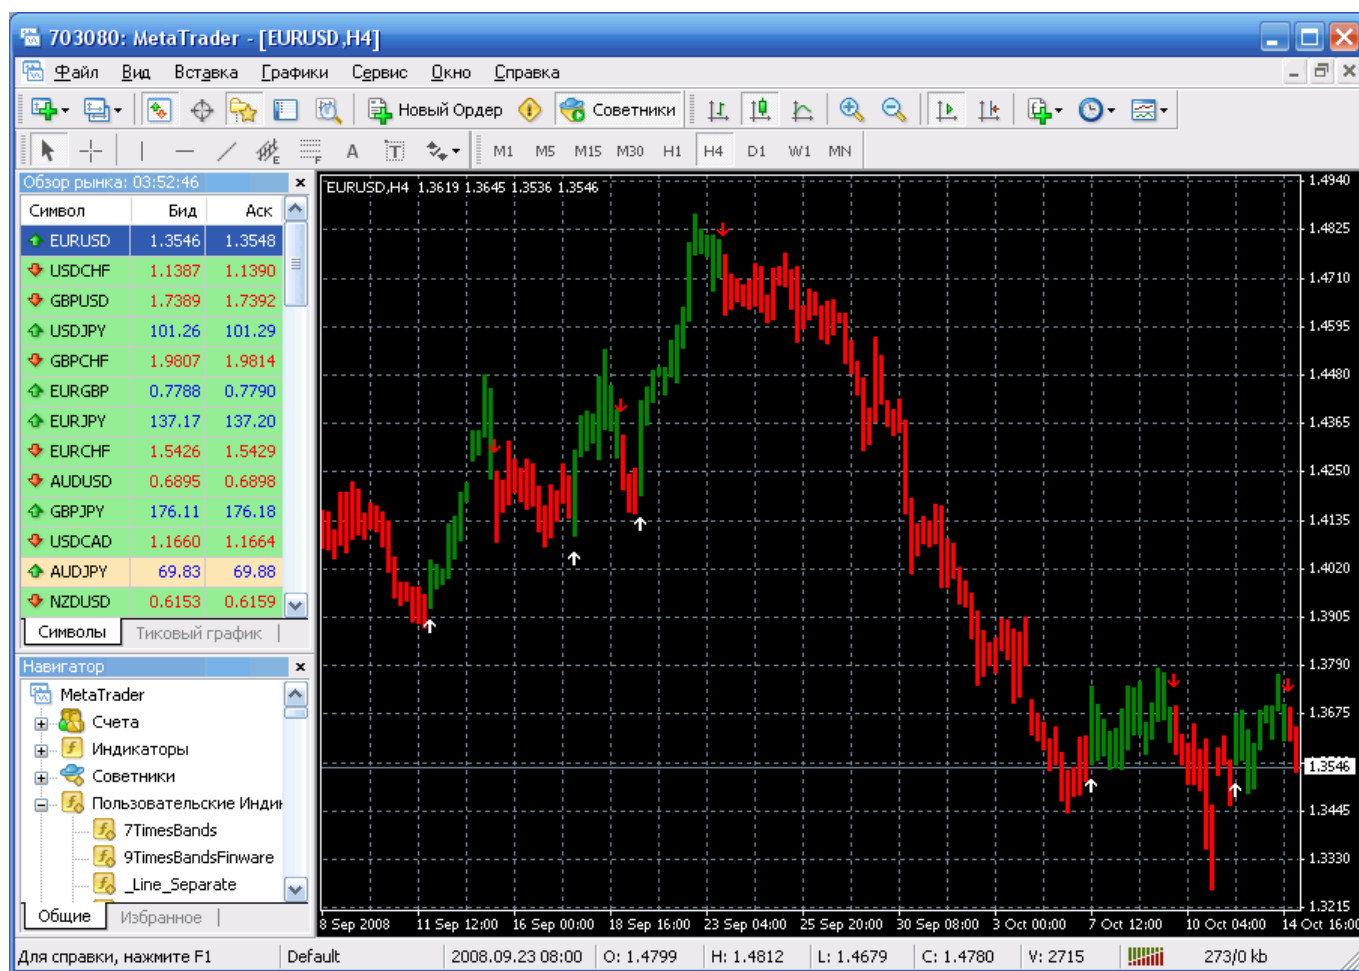 703080: MetaTrader - [EURUSD,H4]
Файл Вид Вставка Графики Сервис Окно Справка
Новый Ордер Советники
E F A T M1 M5 M15 M30 H1 H4 D1 W1 MN
Обзор рынка: 03:52:46
Символ Бид Аск
EURUSD 1.3546 1.3548
USDCHF 1.1387 1.1390
GBPUSD 1.7389 1.7392
USDJPY 101.26 101.29
GBPCHF 1.9807 1.9814
EURGBP 0.7788 0.7790
EURJPY 137.17 137.20
EURCHF 1.5426 1.5429
AUDUSD 0.6895 0.6898
GBPJPY 176.11 176.18
USDCAD 1.1660 1.1664
AUDJPY 69.83 69.88
NZDUSD 0.6153 0.6159
Символы Тиковый график
Навигатор
MetaTrader
Счета
Индикаторы
Советники
Пользовательские Инди
7TimesBands
9TimesBandsFinware
_Line_Separate
Общие Избранное
EURUSD,H4 1.3619 1.3645 1.3536 1.3546
1.4940
1.4825
1.4710
1.4595
1.4480
1.4365
1.4250
1.4135
1.4020
1.3905
1.3790
1.3675
1.3546
1.3445
1.3330
1.3215
8 Sep 2008 11 Sep 12:00 16 Sep 00:00 18 Sep 16:00 23 Sep 04:00 25 Sep 20:00 30 Sep 08:00 3 Oct 00:00 7 Oct 12:00 10 Oct 04:00 14 Oct 16:00
Для справки, нажмите F1 Default 2008.09.23 08:00 O: 1.4799 H: 1.4812 L: 1.4679 C: 1.4780 V: 2715 273/0 kb